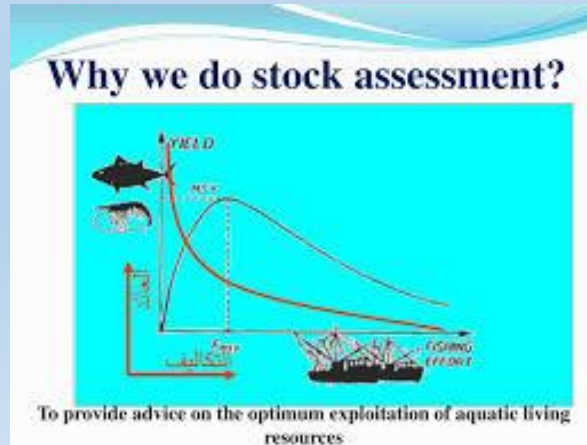 Why we do stock assessment?
YIELD
MSY
العائد
FMSY
التكاليف
FISHING
EFFORT
To provide advice on the optimum exploitation of aquatic living
resources